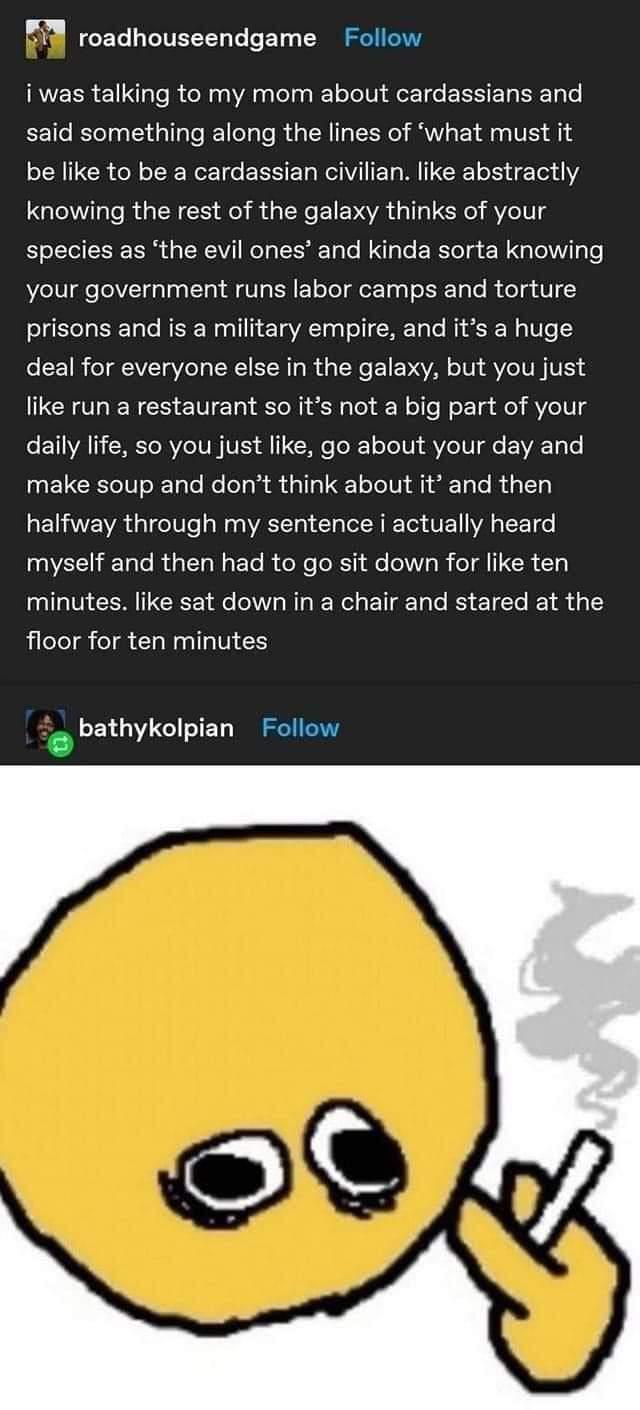 roadhouseendgame Follow
i was talking to my mom about cardassians and
said something along the lines of ‘what must it
be like to be a cardassian civilian. like abstractly
knowing the rest of the galaxy thinks of your
species as ‘the evil ones’ and kinda sorta knowing
your government runs labor camps and torture
prisons and is a military empire, and it’s a huge
deal for everyone else in the galaxy, but you just
like run a restaurant so it’s not a big part of your
daily life, so you just like, go about your day and
make soup and don’t think about it’ and then
halfway through my sentence i actually heard
myself and then had to go sit down for like ten
minutes. like sat down in a chair and stared at the
floor for ten minutes
bathykolpian Follow